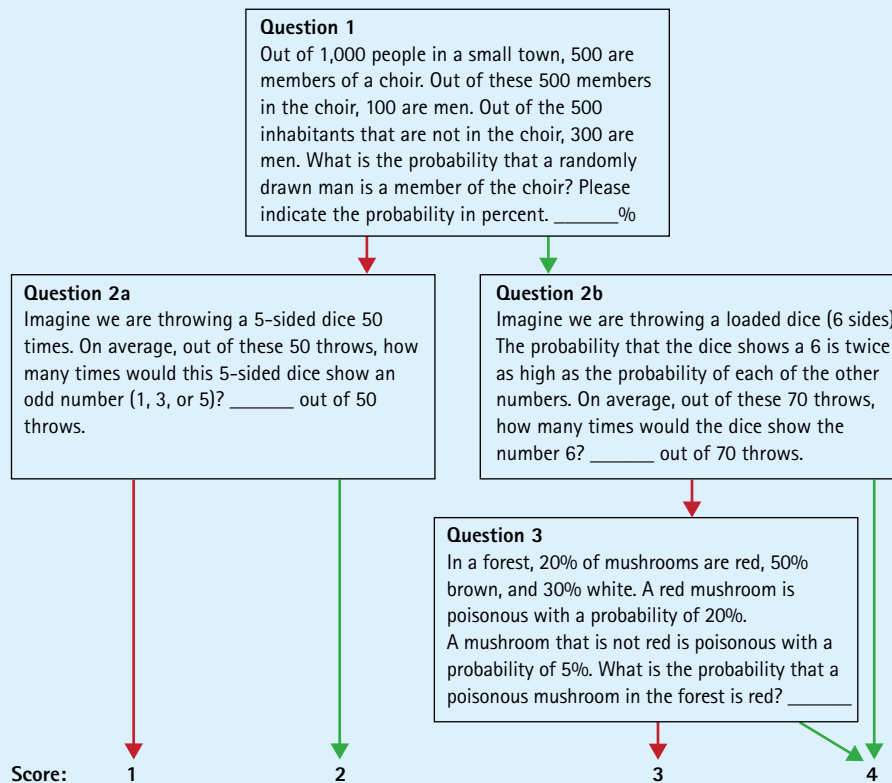 Question 1
Out of 1,000 people in a small town, 500 are
members of a choir. Out of these 500 members
in the choir, 100 are men. Out of the 500
inhabitants that are not in the choir, 300 are
men. What is the probability that a randomly
drawn man is a member of the choir? Please
indicate the probability in percent. ______%
Question 2a
Imagine we are throwing a 5-sided dice 50
times. On average, out of these 50 throws, how
many times would this 5-sided dice show an
odd number (1, 3, or 5)? ______ out of 50
throws.
Question 2b
Imagine we are throwing a loaded dice (6 sides)
The probability that the dice shows a 6 is twice
as high as the probability of each of the other
numbers. On average, out of these 70 throws,
how many times would the dice show the
number 6? ______ out of 70 throws.
Question 3
In a forest, 20% of mushrooms are red, 50%
brown, and 30% white. A red mushroom is
poisonous with a probability of 20%.
A mushroom that is not red is poisonous with a
probability of 5%. What is the probability that a
poisonous mushroom in the forest is red? ______
Score: 1 2 3 4